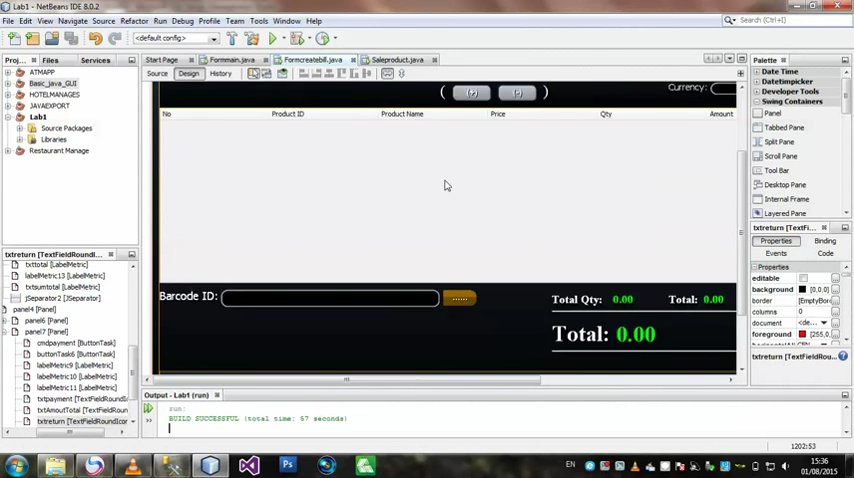 Lab1 - NetBeans IDE 8.0.2
File Edit View Navigate Source Refactor Run Debug Profile Team Tools Window Help
Search (Ctrl+I)
<default config>
Proj... Files Services
ATMAPP
Basic_java_GUI
HOTELMANAGES
JAVAEXPORT
Lab1
Source Packages
Libraries
Restaurant Manage
Start Page Formmain.java Formcreatebill.java Saleproduct.java
Source Design History
( (+) (-) )
Currency:
No Product ID Product Name Price Qty Amount
Barcode ID:
......
Total Qty: 0.00 Total: 0.00
Total: 0.00
Palette
Date Time
Datetimpicker
Developer Tools
Swing Containers
Panel
Tabbed Pane
Split Pane
Scroll Pane
Tool Bar
Desktop Pane
Internal Frame
Layered Pane
txtreturn [TextFi...
Properties Binding
Events Code
Properties
editable
background [0,0,0]
border [EmptyBor
columns 0
document <de...
foreground [255,0
txtreturn [TextFieldRou...
txtreturn [TextFieldRoundI...
txttotal [LabelMetric]
labelMetric13 [LabelMetric]
txtsumtotal [LabelMetric]
jSeparator2 [JSeparator]
panel4 [Panel]
panel6 [Panel]
panel7 [Panel]
cmdpayment [ButtonTask]
buttonTask6 [ButtonTask]
labelMetric9 [LabelMetric]
labelMetric10 [LabelMetric]
labelMetric11 [LabelMetric]
txtpayment [TextFieldRoun
txtAmoutTotal [TextFieldRoun
txtreturn [TextFieldRoundIcor
Output - Lab1 (run)
run:
BUILD SUCCESSFUL (total time: 57 seconds)
1202:53
EN
15:36
01/08/2015